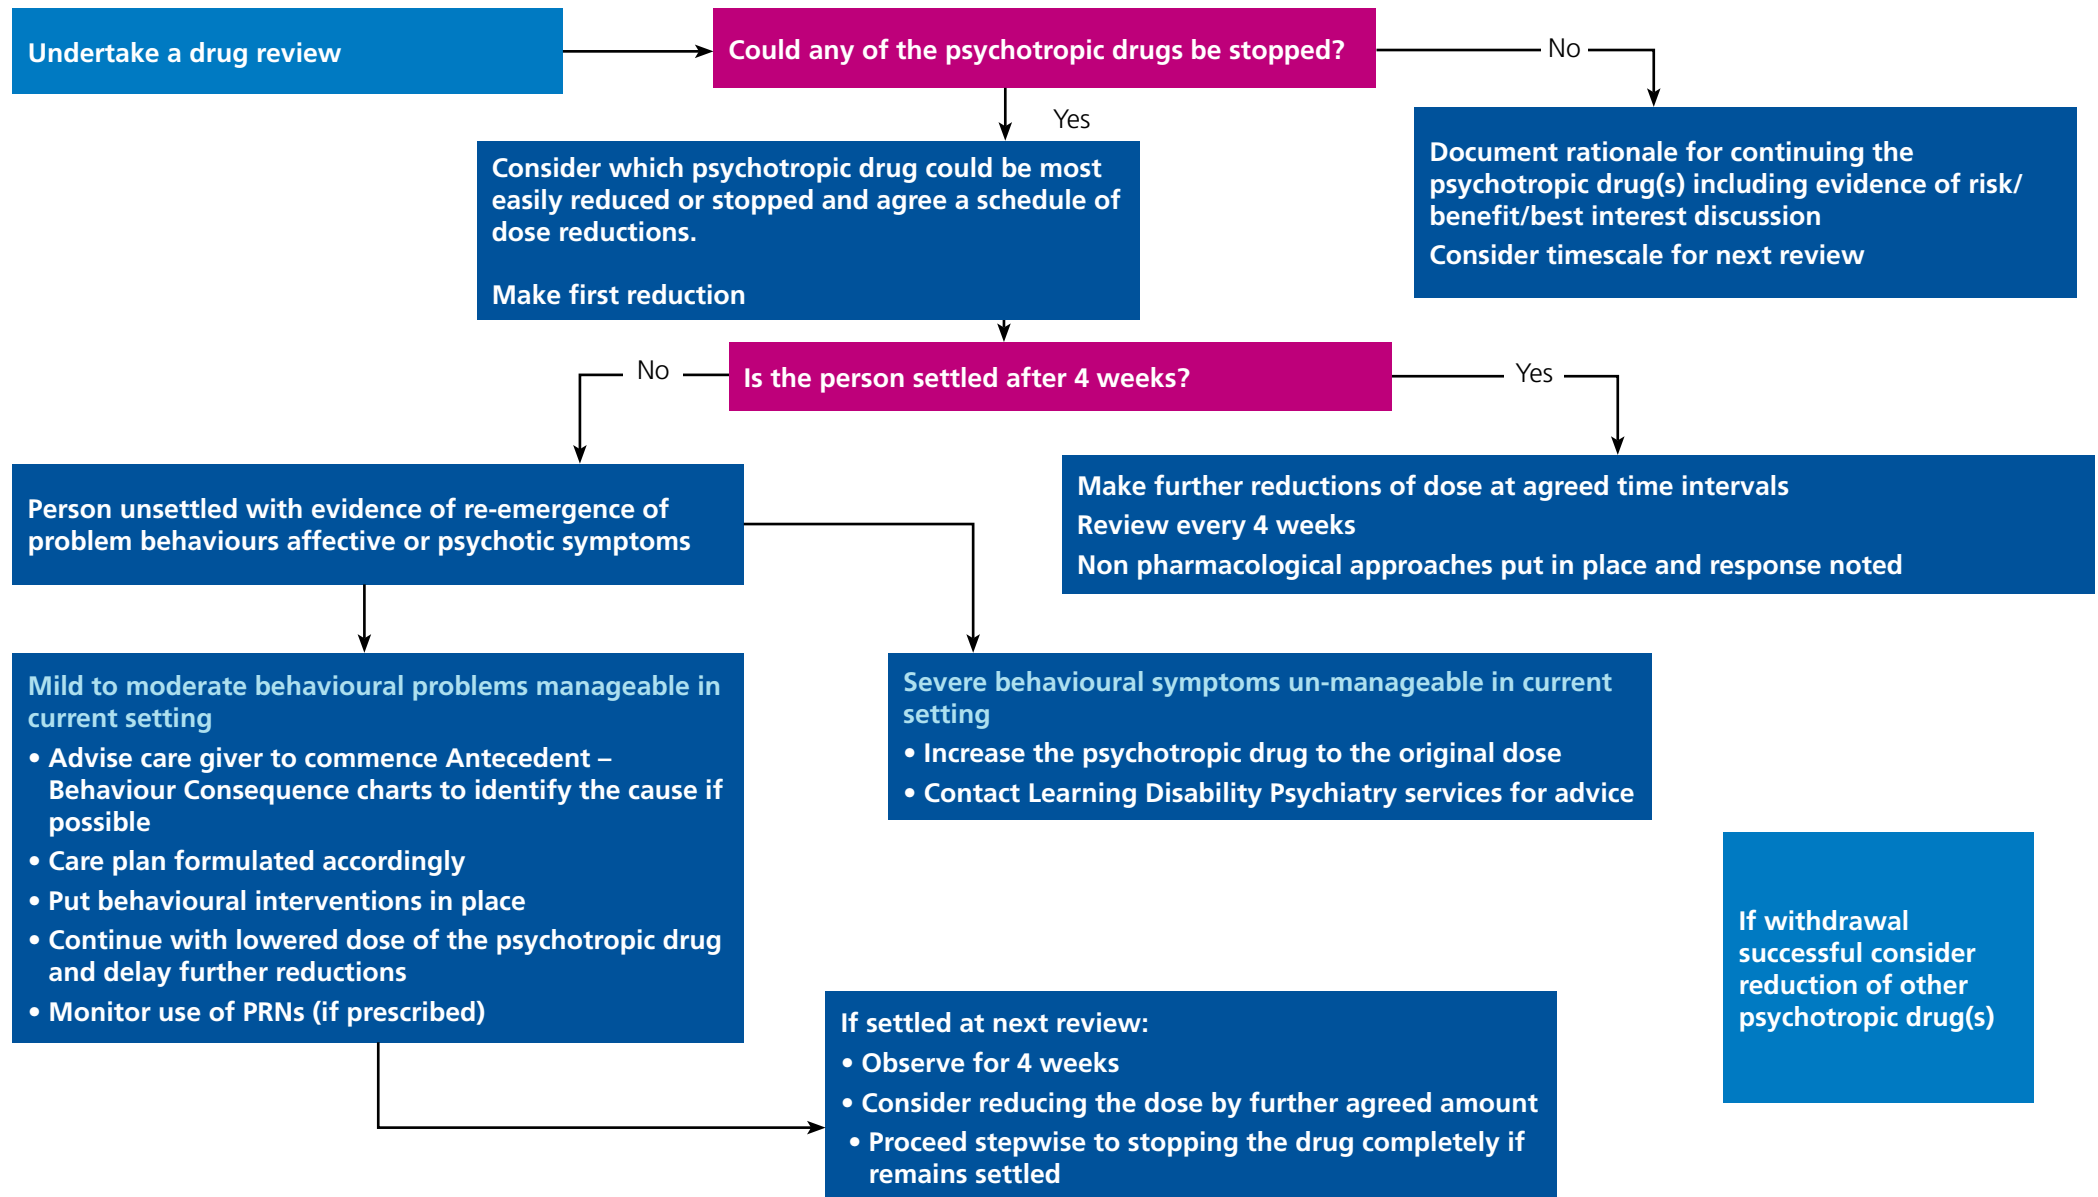 Undertake a drug review
Could any of the psychotropic drugs be stopped?
No
Yes
Consider which psychotropic drug could be most
easily reduced or stopped and agree a schedule of
dose reductions.
Make first reduction
Document rationale for continuing the
psychotropic drug(s) including evidence of risk/
benefit/best interest discussion
Consider timescale for next review
Is the person settled after 4 weeks?
No
Yes
Person unsettled with evidence of re-emergence of
problem behaviours affective or psychotic symptoms
Make further reductions of dose at agreed time intervals
Review every 4 weeks
Non pharmacological approaches put in place and response noted
Mild to moderate behavioural problems manageable in
current setting
• Advise care giver to commence Antecedent –
Behaviour Consequence charts to identify the cause if
possible
• Care plan formulated accordingly
• Put behavioural interventions in place
• Continue with lowered dose of the psychotropic drug
and delay further reductions
• Monitor use of PRNs (if prescribed)
Severe behavioural symptoms un-manageable in current
setting
• Increase the psychotropic drug to the original dose
• Contact Learning Disability Psychiatry services for advice
If settled at next review:
• Observe for 4 weeks
• Consider reducing the dose by further agreed amount
• Proceed stepwise to stopping the drug completely if
remains settled
If withdrawal
successful consider
reduction of other
psychotropic drug(s)